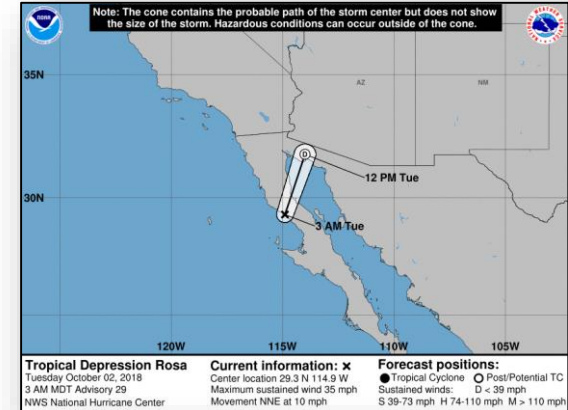 Note: The cone contains the probable path of the storm center but does not show
the size of the storm. Hazardous conditions can occur outside of the cone.
NOAA
35N
AZ
NM
D
12 PM Tue
30N
3 AM Tue
120W
115W
110W
105W
Tropical Depression Rosa
Tuesday October 02, 2018
3 AM MDT Advisory 29
NWS National Hurricane Center
Current information: ×
Center location 29.3 N 114.9 W
Maximum sustained wind 35 mph
Movement NNE at 10 mph
Forecast positions:
● Tropical Cyclone ○ Post/Potential TC
Sustained winds: D < 39 mph
S 39-73 mph H 74-110 mph M > 110 mph